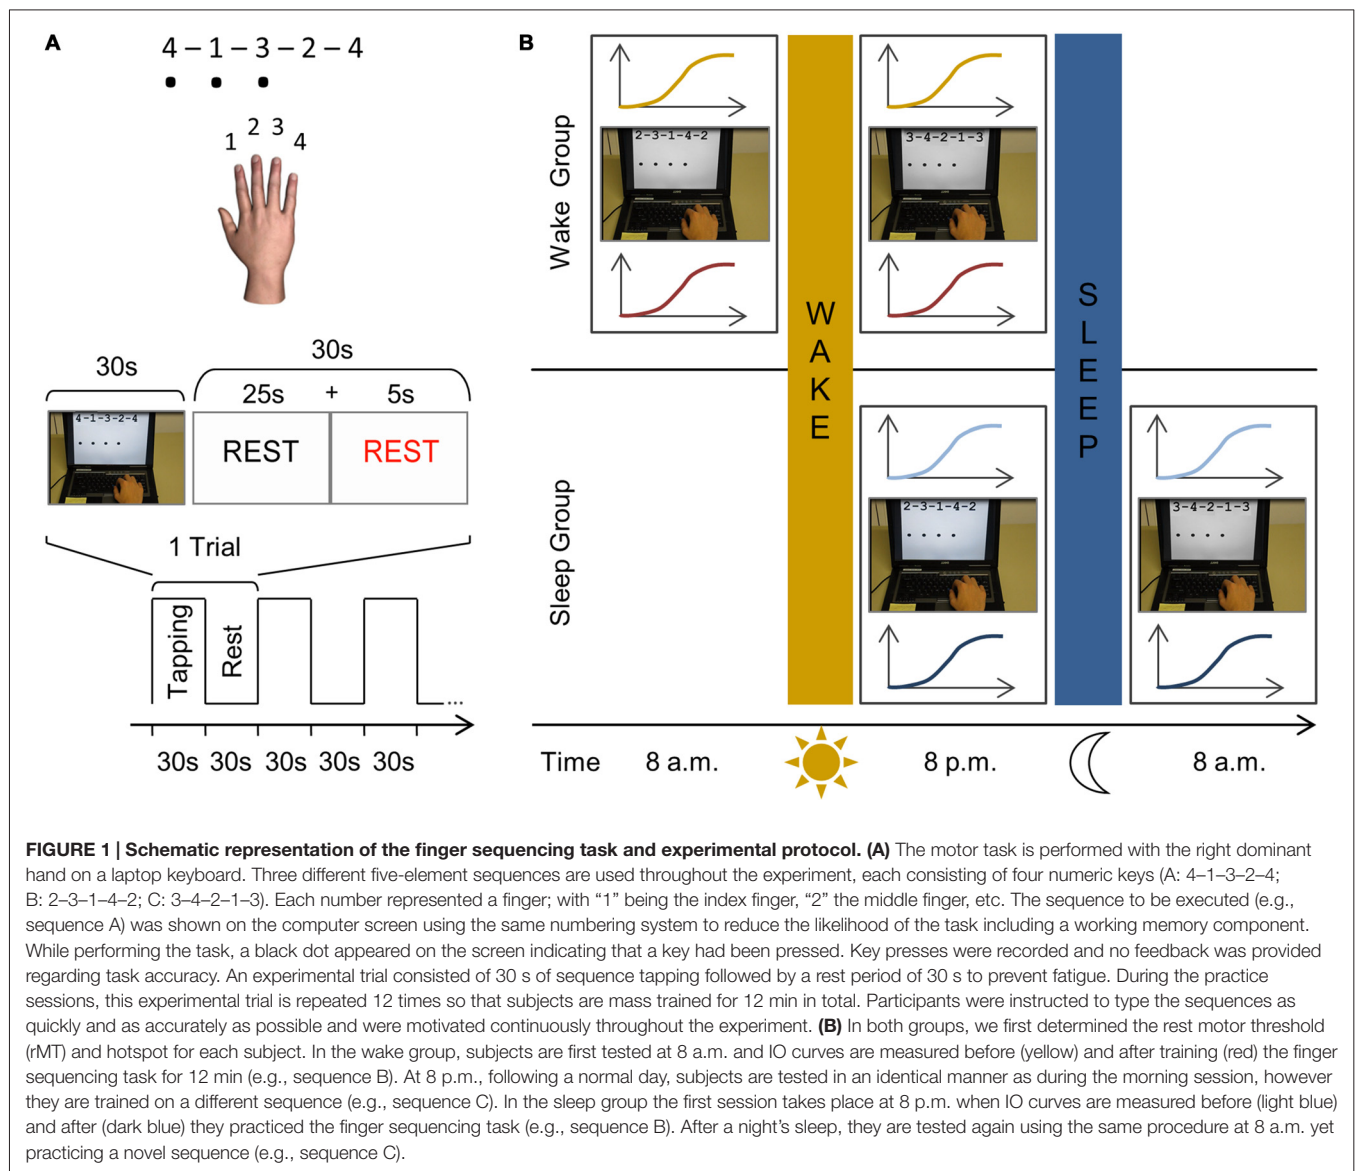 A
4 – 1 – 3 – 2 – 4
1 2 3 4
30s
30s
25s + 5s
4-1-3-2-4
REST
REST
1 Trial
Tapping
Rest
...
30s 30s 30s 30s 30s
B
Wake Group
2-3-1-4-2
3-4-2-1-3
WAKE
SLEEP
Sleep Group
2-3-1-4-2
3-4-2-1-3
Time 8 a.m. 8 p.m. 8 a.m.
FIGURE 1 | Schematic representation of the finger sequencing task and experimental protocol. (A) The motor task is performed with the right dominant
hand on a laptop keyboard. Three different five-element sequences are used throughout the experiment, each consisting of four numeric keys (A: 4–1–3–2–4;
B: 2–3–1–4–2; C: 3–4–2–1–3). Each number represented a finger; with “1” being the index finger, “2” the middle finger, etc. The sequence to be executed (e.g.,
sequence A) was shown on the computer screen using the same numbering system to reduce the likelihood of the task including a working memory component.
While performing the task, a black dot appeared on the screen indicating that a key had been pressed. Key presses were recorded and no feedback was provided
regarding task accuracy. An experimental trial consisted of 30 s of sequence tapping followed by a rest period of 30 s to prevent fatigue. During the practice
sessions, this experimental trial is repeated 12 times so that subjects are mass trained for 12 min in total. Participants were instructed to type the sequences as
quickly and as accurately as possible and were motivated continuously throughout the experiment. (B) In both groups, we first determined the rest motor threshold
(rMT) and hotspot for each subject. In the wake group, subjects are first tested at 8 a.m. and IO curves are measured before (yellow) and after training (red) the finger
sequencing task for 12 min (e.g., sequence B). At 8 p.m., following a normal day, subjects are tested in an identical manner as during the morning session, however
they are trained on a different sequence (e.g., sequence C). In the sleep group the first session takes place at 8 p.m. when IO curves are measured before (light blue)
and after (dark blue) they practiced the finger sequencing task (e.g., sequence B). After a night’s sleep, they are tested again using the same procedure at 8 a.m. yet
practicing a novel sequence (e.g., sequence C).